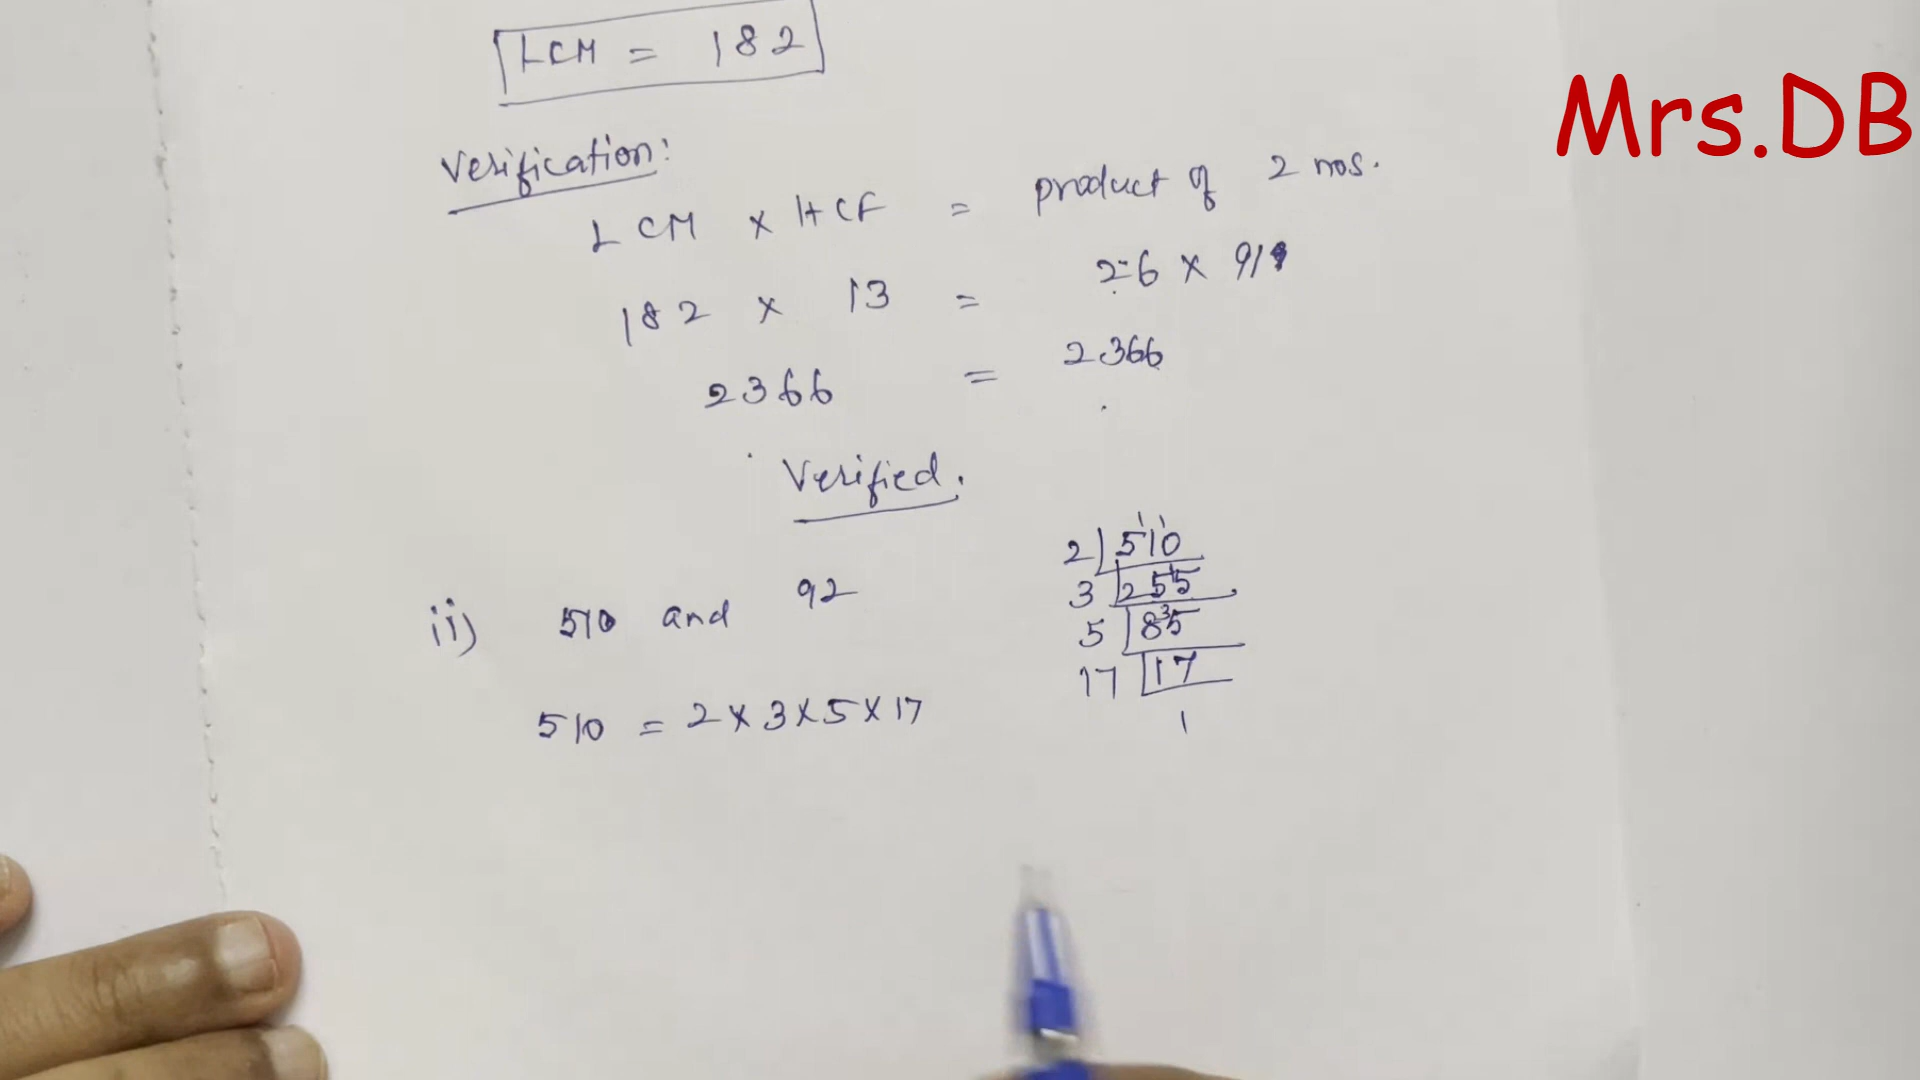 LCM = 182
Mrs.DB
Verification:
LCM x HCF = product of 2 nos.
182 x 13 = 26 x 91
2366 = 2366
Verified.
ii) 510 and 92
510 = 2 x 3 x 5 x 17
2 | 510
3 | 255
5 | 85
17 | 17
1